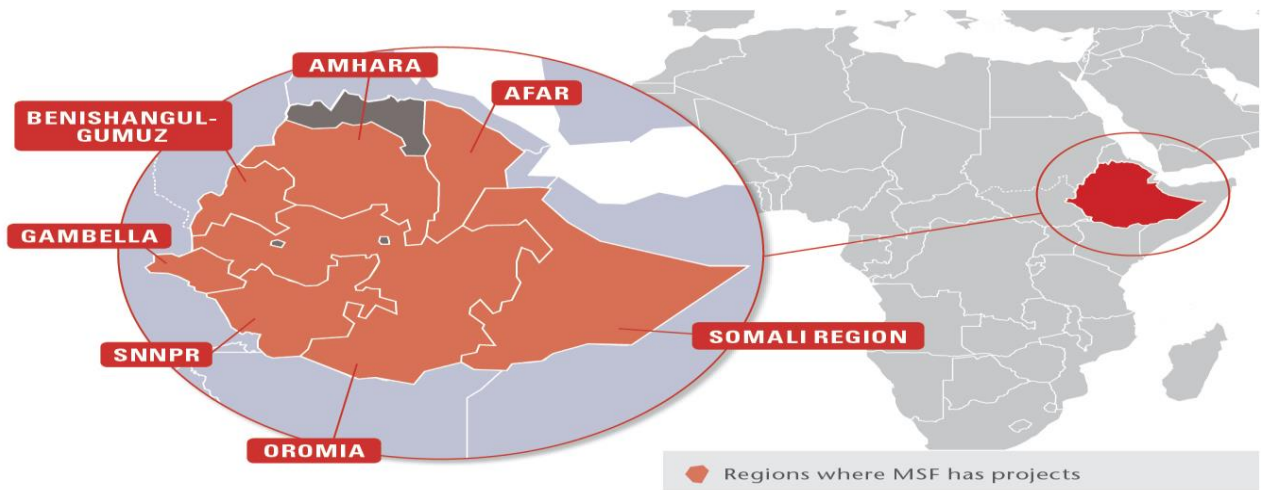 AMHARA
AFAR
BENISHANGUL-
GUMUZ
GAMBELLA
SOMALI REGION
SNNPR
OROMIA
Regions where MSF has projects